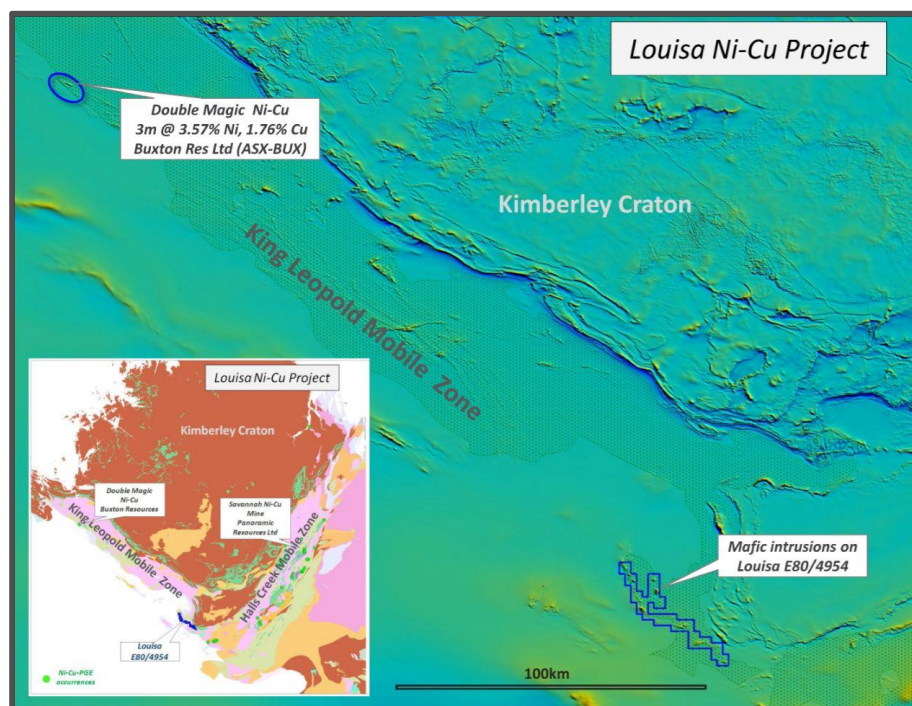 Louisa Ni-Cu Project
Double Magic Ni-Cu
3m @ 3.57% Ni, 1.76% Cu
Buxton Res Ltd (ASX-BUX)
Kimberley Craton
King Leopold Mobile Zone
Mafic intrusions on
Louisa E80/4954
100km
Louisa Ni-Cu Project
Kimberley Craton
Double Magic
Ni-Cu
Buxton Resources
Savannah Ni-Cu
Mine
Panoramic
Resources Ltd
King Leopold Mobile Zone
Halls Creek Mobile Zone
Louisa
E80/4954
Ni-Cu-PGE
occurrences